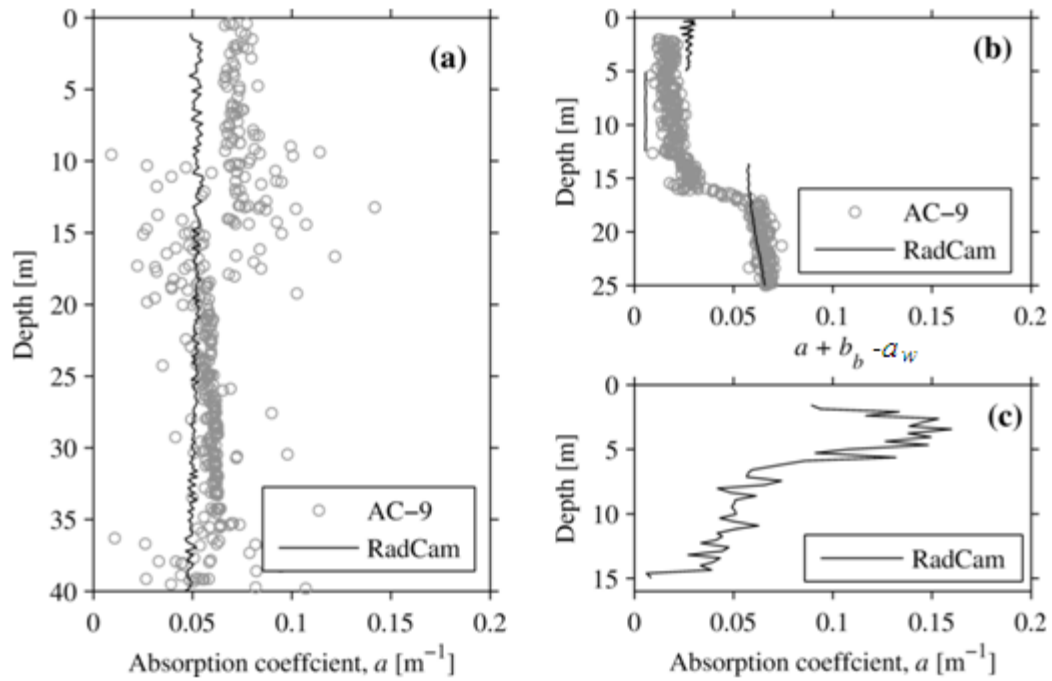 (a)
0
5
10
15
20
25
30
35
40
Depth [m]
AC−9
RadCam
0 0.05 0.1 0.15 0.2
Absorption coeffcient, a [m⁻¹]
(b)
0
5
10
15
20
25
Depth [m]
AC−9
RadCam
0 0.05 0.1 0.15 0.2
a + b_b -a_w
(c)
0
5
10
15
Depth [m]
RadCam
0 0.05 0.1 0.15 0.2
Absorption coeffcient, a [m⁻¹]